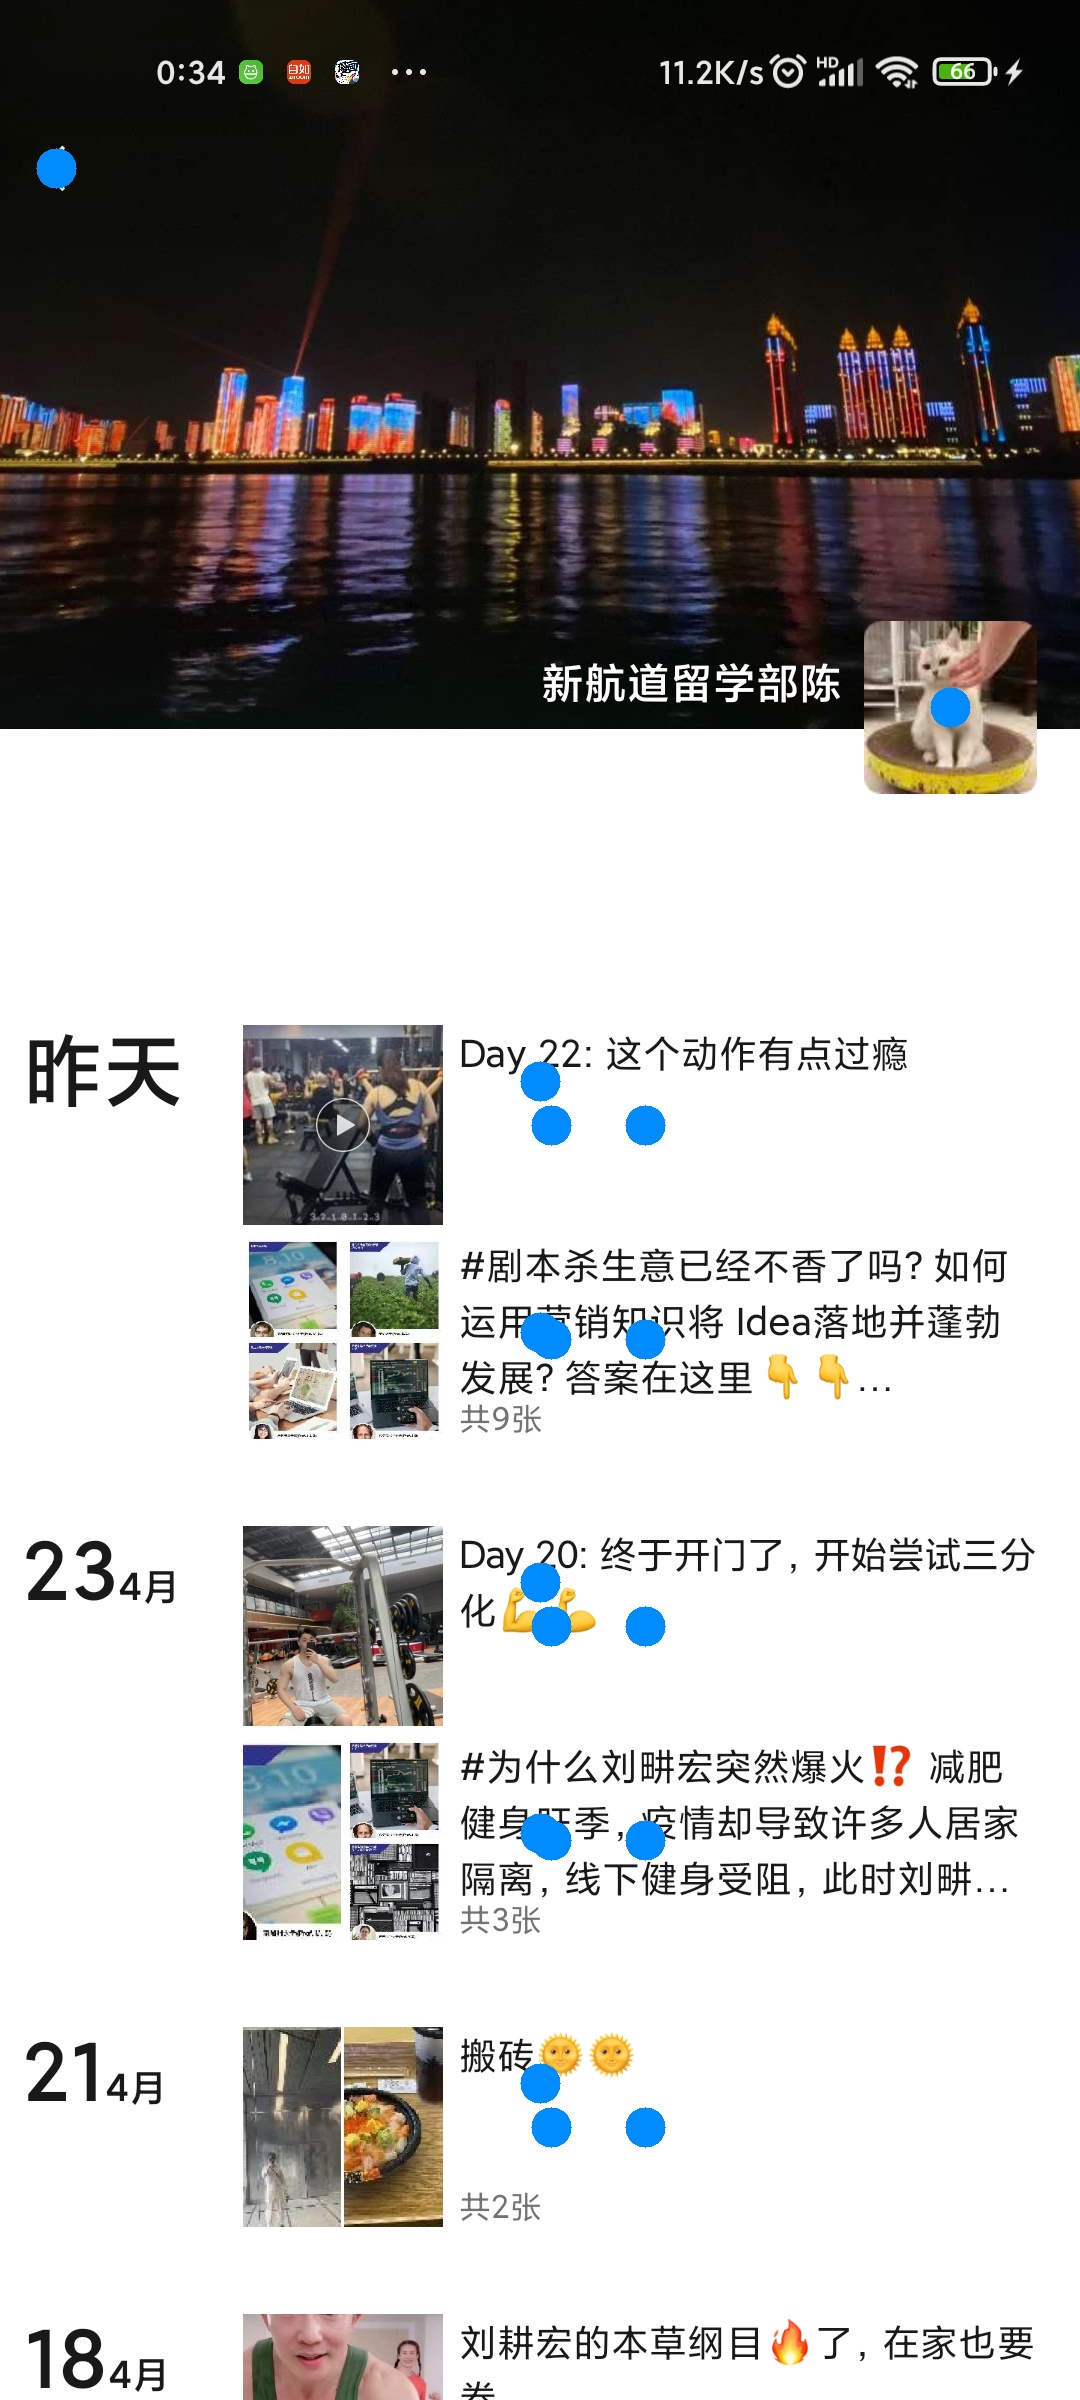 0:34
自如
11.2K/s
HD
66
新航道留学部陈
昨天
Day 22: 这个动作有点过瘾
#剧本杀生意已经不香了吗? 如何
运用营销知识将 Idea落地并蓬勃
发展? 答案在这里👇👇...
共9张
23 4月
Day 20: 终于开门了, 开始尝试三分
化💪💪
#为什么刘畊宏突然爆火⁉️ 减肥
健身旺季, 疫情却导致许多人居家
隔离, 线下健身受阻, 此时刘畊...
共3张
21 4月
搬砖🌞🌞
共2张
18 4月
刘耕宏的本草纲目🔥了, 在家也要